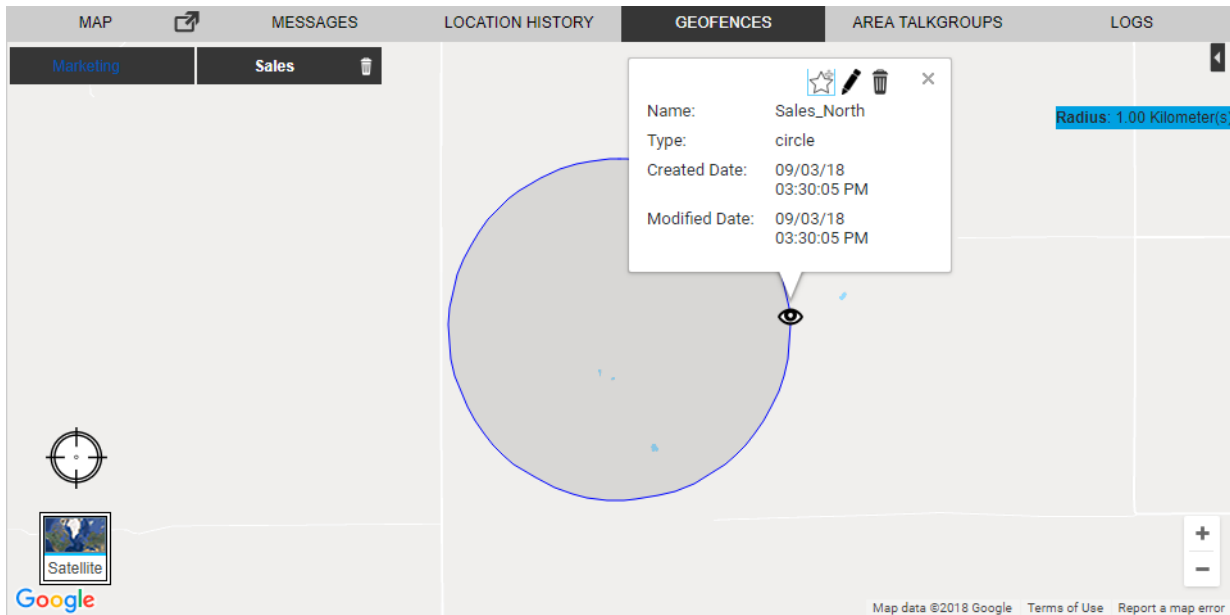 MAP MESSAGES LOCATION HISTORY GEOFENCES AREA TALKGROUPS LOGS
Marketing Sales
Radius: 1.00 Kilometer(s)
Name: Sales_North
Type: circle
Created Date: 09/03/18
03:30:05 PM
Modified Date: 09/03/18
03:30:05 PM
Satellite
Google
Map data ©2018 Google Terms of Use Report a map error